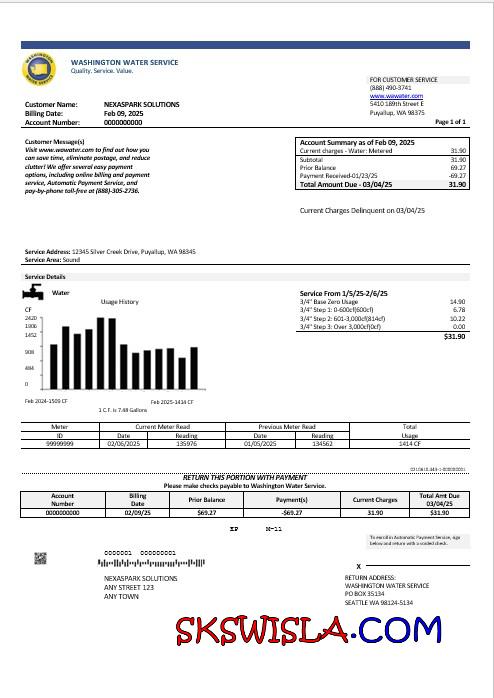 WASHINGTON WATER SERVICE
Quality. Service. Value.
FOR CUSTOMER SERVICE
(888) 490-3741
www.wawater.com
5410 189th Street E
Puyallup, WA 98375
Customer Name: NEXASPARK SOLUTIONS
Billing Date: Feb 09, 2025
Account Number: 0000000000
Page 1 of 1
Customer Message(s)
Visit www.wawater.com to find out how you
can save time, eliminate postage, and reduce
clutter! We offer several easy payment
options, including online billing and payment
service, Automatic Payment Service, and
pay-by-phone toll-free at (888)-305-2736.
Account Summary as of Feb 09, 2025
Current charges - Water: Metered 31.90
Subtotal 31.90
Prior Balance 69.27
Payment Received-01/23/25 -69.27
Total Amount Due - 03/04/25 31.90
Current Charges Delinquent on 03/04/25
Service Address: 12345 Silver Creek Drive, Puyallup, WA 98345
Service Area: Sound
Service Details
Water
Usage History
CF
2420
1906
1452
908
484
0
Feb 2024-1509 CF
Feb 2025-1414 CF
1 C.F. is 7.48 Gallons
Service From 1/5/25-2/6/25
3/4" Base Zero Usage 14.90
3/4" Step 1: 0-600cf(600cf) 6.78
3/4" Step 2: 601-3,000cf(814cf) 10.22
3/4" Step 3: Over 3,000cf(0cf) 0.00
$31.90
Meter Current Meter Read Previous Meter Read Total
ID Date Reading Date Reading Usage
99999999 02/06/2025 135976 01/05/2025 134562 1414 CF
RETURN THIS PORTION WITH PAYMENT
Please make checks payable to Washington Water Service.
Account Number Billing Date Prior Balance Payment(s) Current Charges Total Amt Due 03/04/25
0000000000 02/09/25 $69.27 -$69.27 31.90 $31.90
To enroll in Automatic Payment Service, sign
below and return with a voided check.
0000001 000000001
X
NEXASPARK SOLUTIONS
ANY STREET 123
ANY TOWN
RETURN ADDRESS:
WASHINGTON WATER SERVICE
PO BOX 35134
SEATTLE WA 98124-5134
SKSWISLA.COM